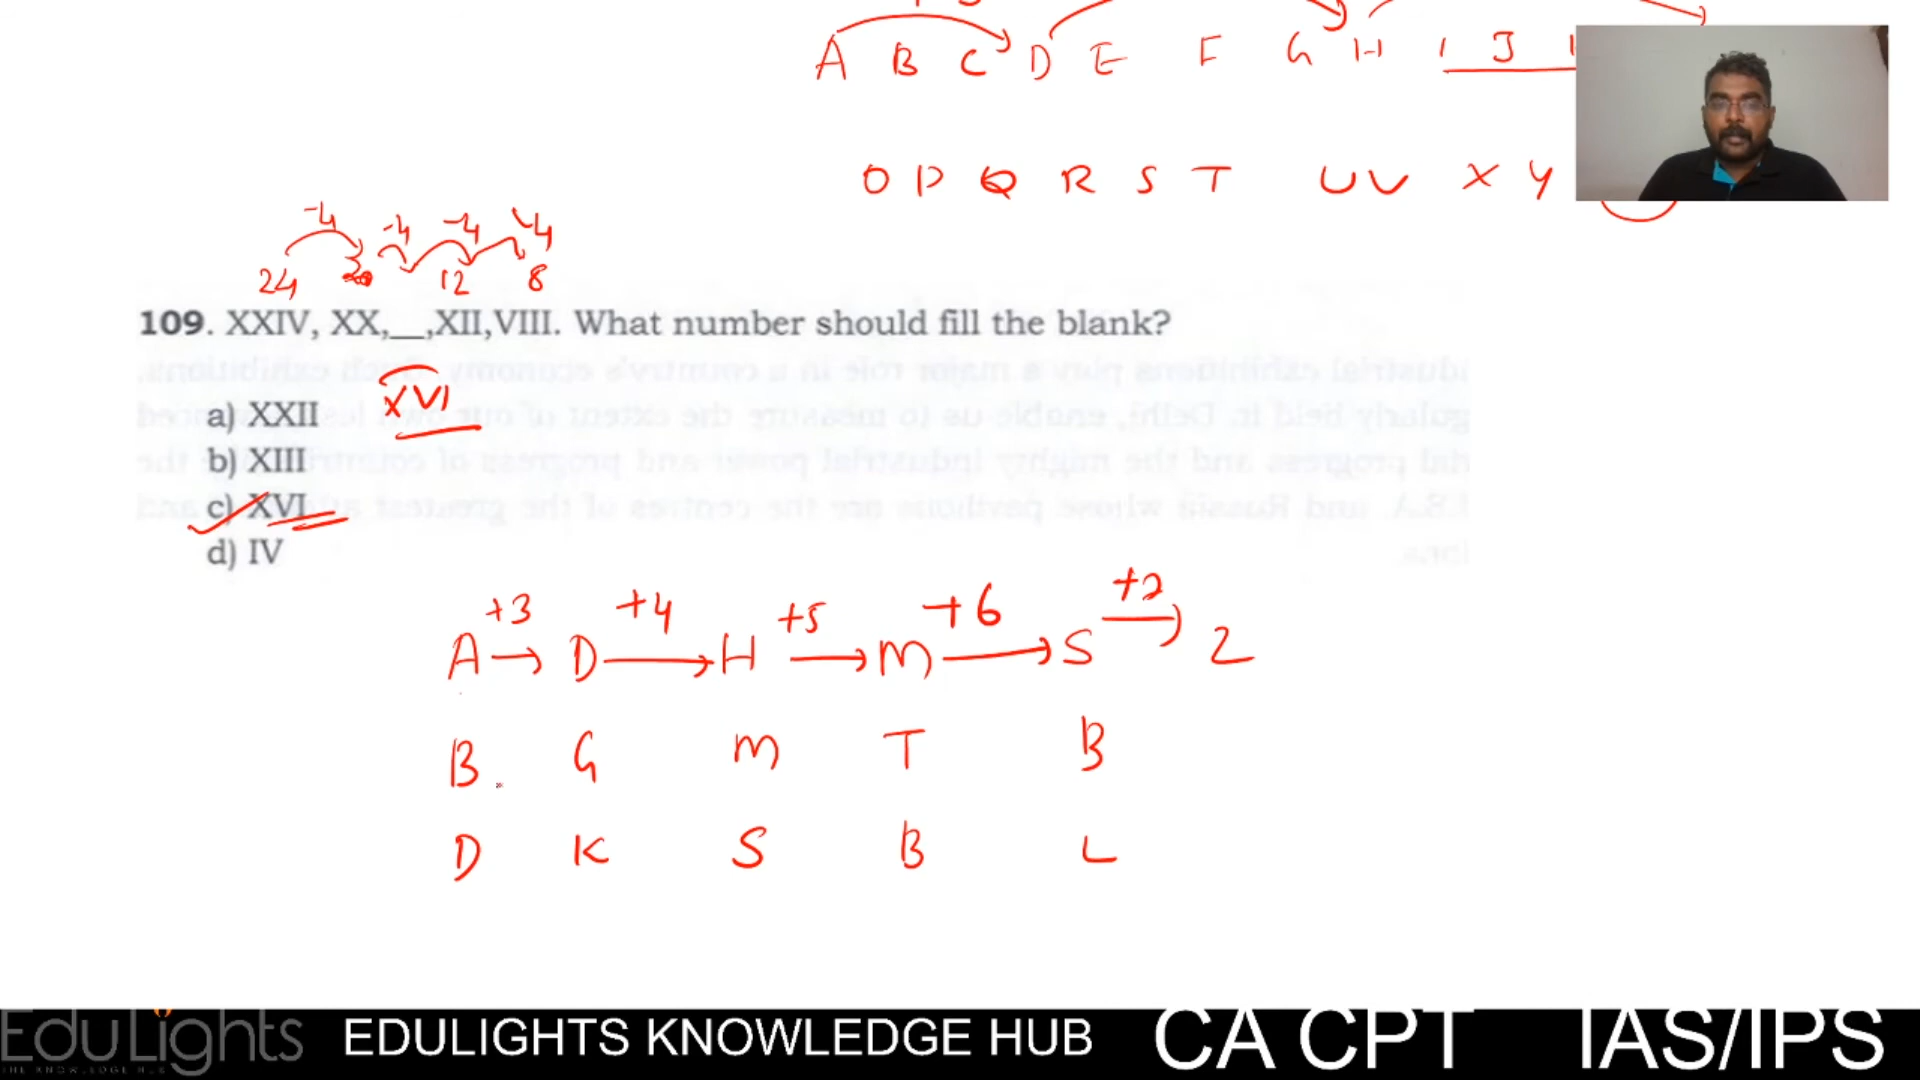 A B C D E F G H I J
O P Q R S T U V X Y
-4 -4 -4 -4
24 20 12 8
109. XXIV, XX,__,XII,VIII. What number should fill the blank?
XVI
a) XXII
b) XIII
c) XVI
d) IV
+3 +4 +5 +6
A D H M S Z
B G M T B
D K S B L
EduLights EDULIGHTS KNOWLEDGE HUB CA CPT IAS/IPS